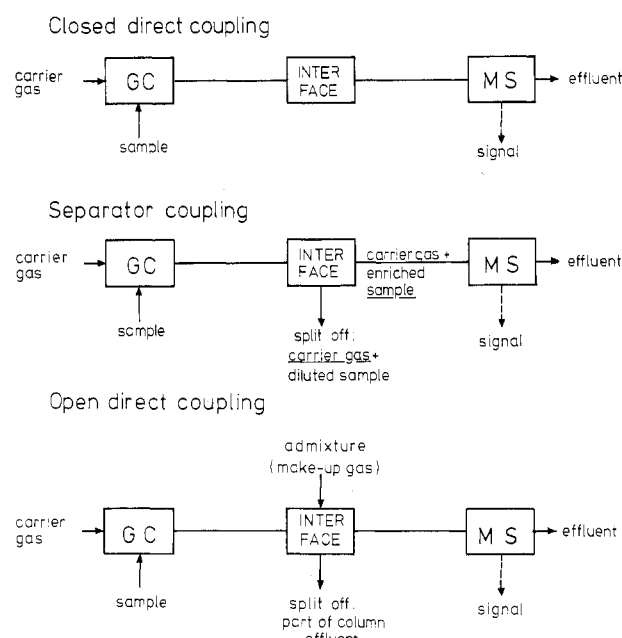 Closed direct coupling
carrier
gas
GC
INTER
FACE
MS
effluent
sample
signal
Separator coupling
carrier
gas
GC
INTER
FACE
carrier gas +
enriched
sample
MS
effluent
sample
split off:
carrier gas +
diluted sample
signal
Open direct coupling
admixture
(make-up gas)
carrier
gas
GC
INTER
FACE
MS
effluent
sample
split off:
part of column
effluent
signal